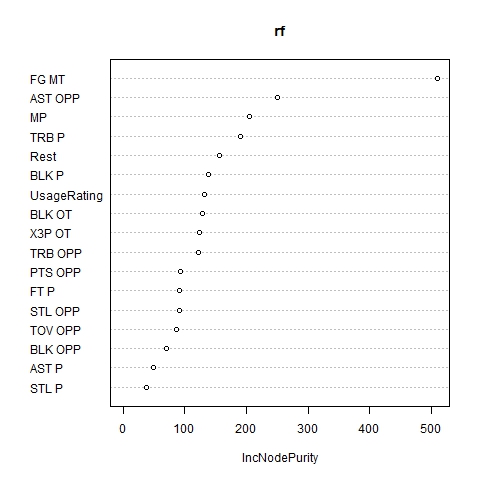 rf
FG MT
AST OPP
MP
TRB P
Rest
BLK P
UsageRating
BLK OT
X3P OT
TRB OPP
PTS OPP
FT P
STL OPP
TOV OPP
BLK OPP
AST P
STL P
0 100 200 300 400 500
IncNodePurity